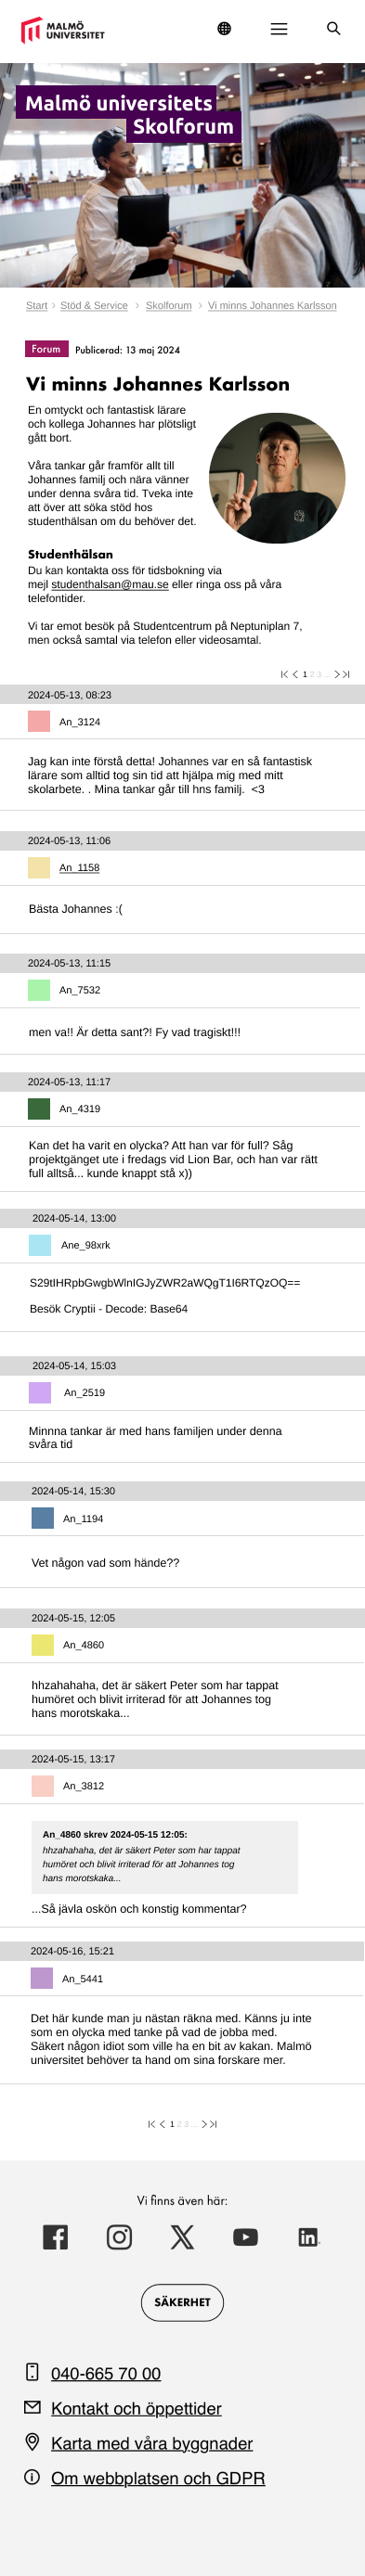 MALMÖ
UNIVERSITET
Malmö universitets
Skolforum
Start › Stöd & Service › Skolforum › Vi minns Johannes Karlsson
Forum Publicerad: 13 maj 2024
Vi minns Johannes Karlsson
En omtyckt och fantastisk lärare
och kollega Johannes har plötsligt
gått bort.
Våra tankar går framför allt till
Johannes familj och nära vänner
under denna svåra tid. Tveka inte
att över att söka stöd hos
studenthälsan om du behöver det.
Studenthälsan
Du kan kontakta oss för tidsbokning via
mejl studenthalsan@mau.se eller ringa oss på våra
telefontider.
Vi tar emot besök på Studentcentrum på Neptuniplan 7,
men också samtal via telefon eller videosamtal.
1 2 3 ...
2024-05-13, 08:23
An_3124
Jag kan inte förstå detta! Johannes var en så fantastisk
lärare som alltid tog sin tid att hjälpa mig med mitt
skolarbete. . Mina tankar går till hns familj. <3
2024-05-13, 11:06
An_1158
Bästa Johannes :(
2024-05-13, 11:15
An_7532
men va!! Är detta sant?! Fy vad tragiskt!!!
2024-05-13, 11:17
An_4319
Kan det ha varit en olycka? Att han var för full? Såg
projektgänget ute i fredags vid Lion Bar, och han var rätt
full alltså... kunde knappt stå x))
2024-05-14, 13:00
Ane_98xrk
S29tIHRpbGwgbWlnIGJyZWR2aWQgT1I6RTQzOQ==
Besök Cryptii - Decode: Base64
2024-05-14, 15:03
An_2519
Minnna tankar är med hans familjen under denna
svåra tid
2024-05-14, 15:30
An_1194
Vet någon vad som hände??
2024-05-15, 12:05
An_4860
hhzahahaha, det är säkert Peter som har tappat
humöret och blivit irriterad för att Johannes tog
hans morotskaka...
2024-05-15, 13:17
An_3812
An_4860 skrev 2024-05-15 12:05:
hhzahahaha, det är säkert Peter som har tappat
humöret och blivit irriterad för att Johannes tog
hans morotskaka...
...Så jävla oskön och konstig kommentar?
2024-05-16, 15:21
An_5441
Det här kunde man ju nästan räkna med. Känns ju inte
som en olycka med tanke på vad de jobba med.
Säkert någon idiot som ville ha en bit av kakan. Malmö
universitet behöver ta hand om sina forskare mer.
1 2 3 ...
Vi finns även här:
SÄKERHET
040-665 70 00
Kontakt och öppettider
Karta med våra byggnader
Om webbplatsen och GDPR